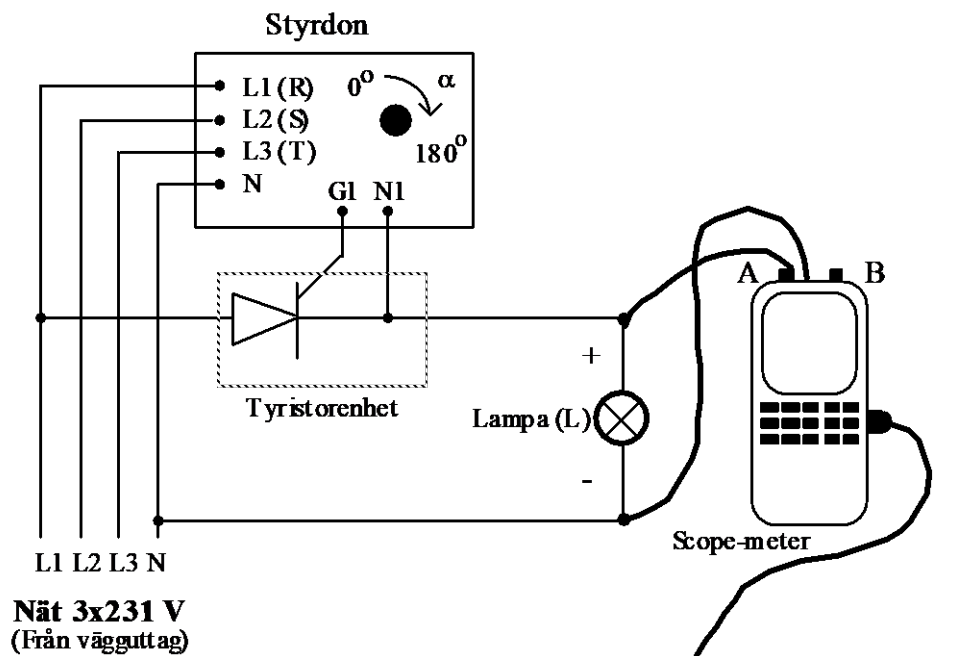 Styrdon
L1 (R)
L2 (S)
L3 (T)
N
0° α
180°
G1 N1
Tyristorenhet
+
Lampa (L)
-
A B
Scope-meter
L1 L2 L3 N
Nät 3x231 V
(Från vägguttag)